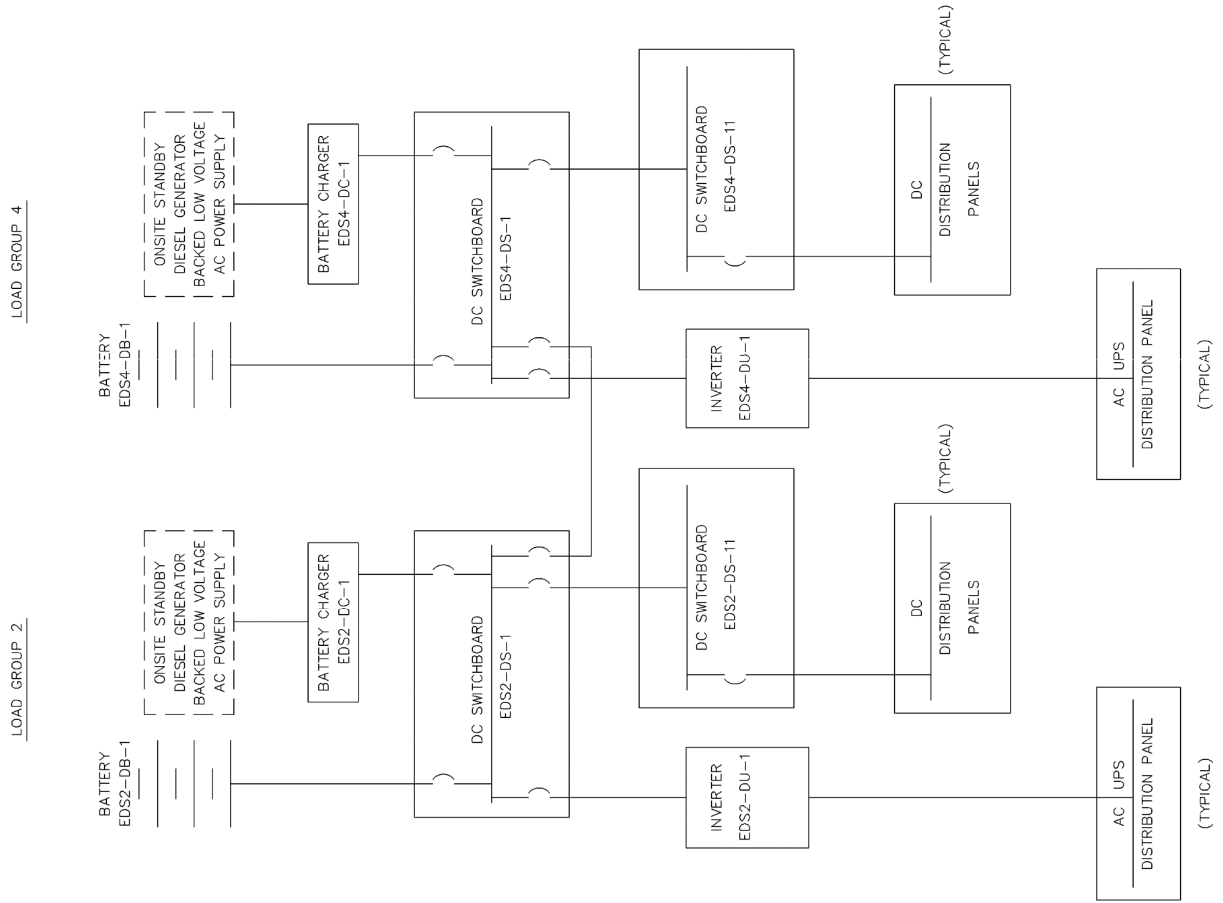 LOAD GROUP 2
BATTERY
EDS2-DB-1
ONSITE STANDBY
DIESEL GENERATOR
BACKED LOW VOLTAGE
AC POWER SUPPLY
BATTERY CHARGER
EDS2-DC-1
DC SWITCHBOARD
EDS2-DS-1
INVERTER
EDS2-DU-1
DC SWITCHBOARD
EDS2-DS-11
DC
DISTRIBUTION
PANELS
(TYPICAL)
AC UPS
DISTRIBUTION PANEL
(TYPICAL)
LOAD GROUP 4
BATTERY
EDS4-DB-1
ONSITE STANDBY
DIESEL GENERATOR
BACKED LOW VOLTAGE
AC POWER SUPPLY
BATTERY CHARGER
EDS4-DC-1
DC SWITCHBOARD
EDS4-DS-1
INVERTER
EDS4-DU-1
DC SWITCHBOARD
EDS4-DS-11
DC
DISTRIBUTION
PANELS
(TYPICAL)
AC UPS
DISTRIBUTION PANEL
(TYPICAL)